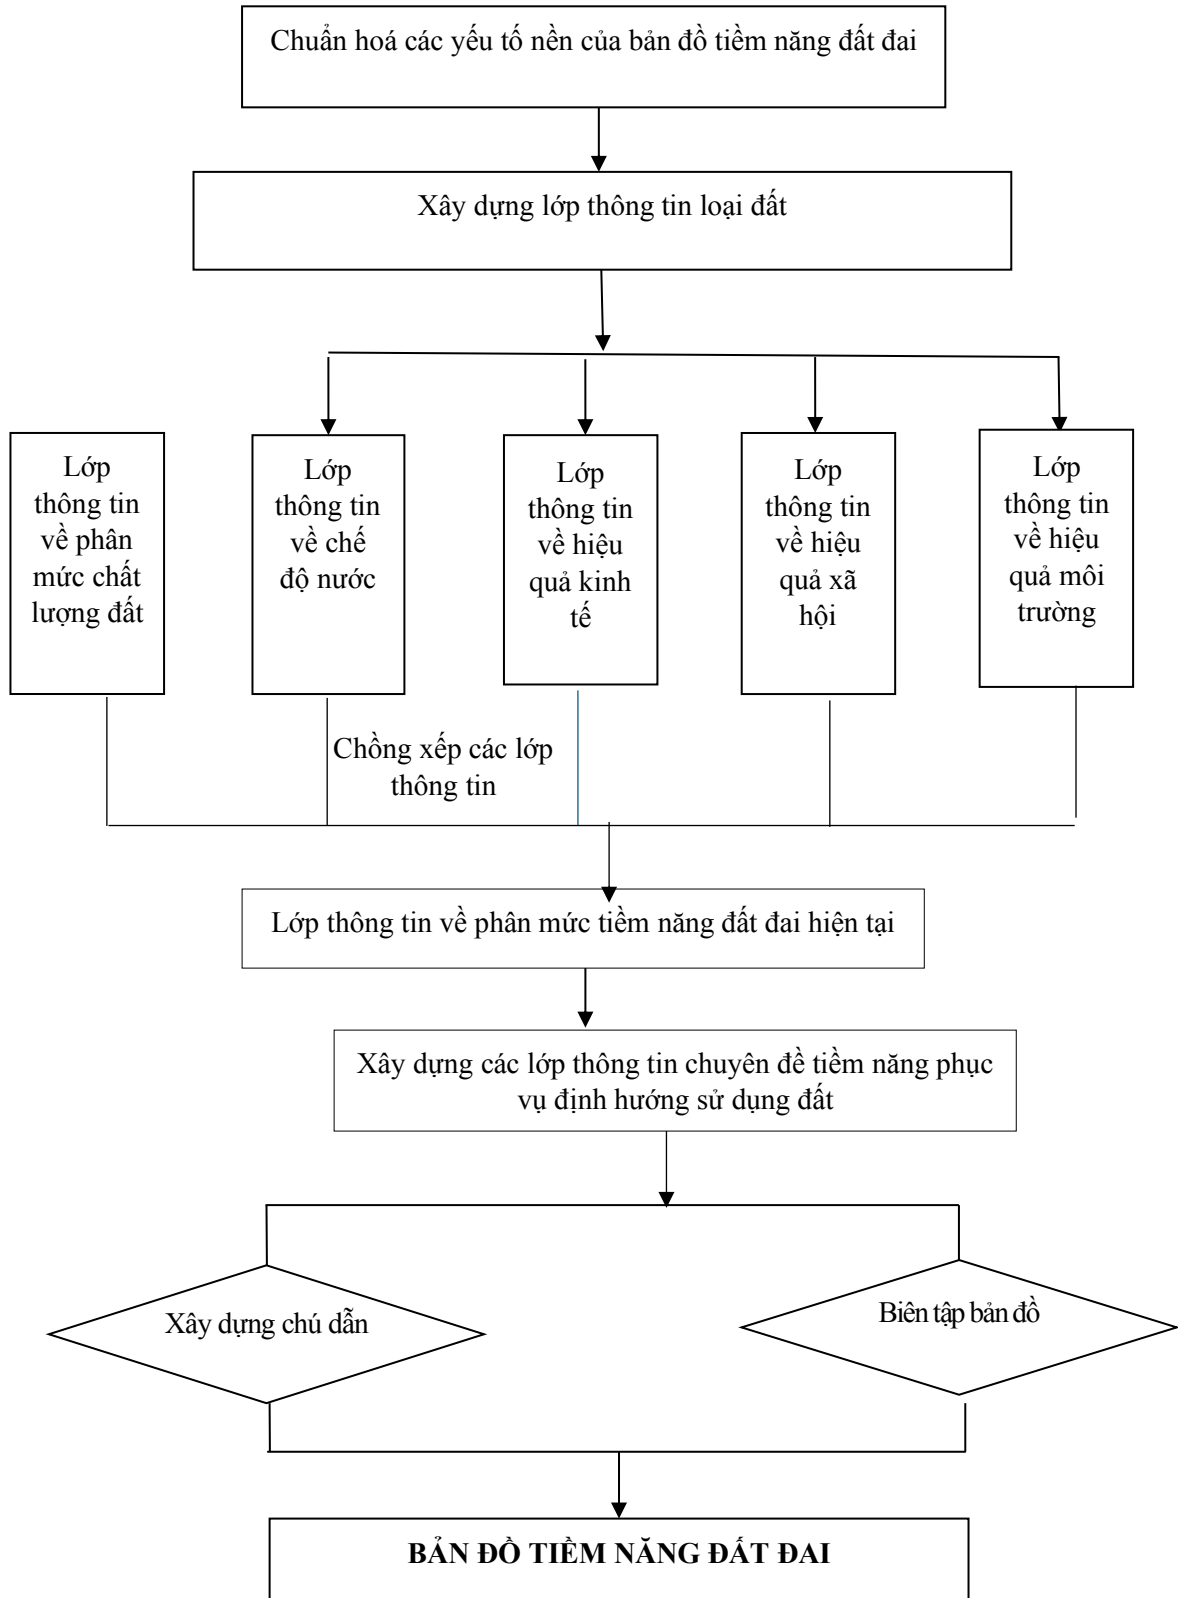 Chuẩn hoá các yếu tố nền của bản đồ tiềm năng đất đai
Xây dựng lớp thông tin loại đất
Lớp
thông tin
về phân
mức chất
lượng đất
Lớp
thông tin
về chế
độ nước
Lớp
thông tin
về hiệu
quả kinh
tế
Lớp
thông tin
về hiệu
quả xã
hội
Lớp
thông tin
về hiệu
quả môi
trường
Chồng xếp các lớp
thông tin
Lớp thông tin về phân mức tiềm năng đất đai hiện tại
Xây dựng các lớp thông tin chuyên đề tiềm năng phục
vụ định hướng sử dụng đất
Xây dựng chú dẫn
Biên tập bản đồ
BẢN ĐỒ TIỀM NĂNG ĐẤT ĐAI